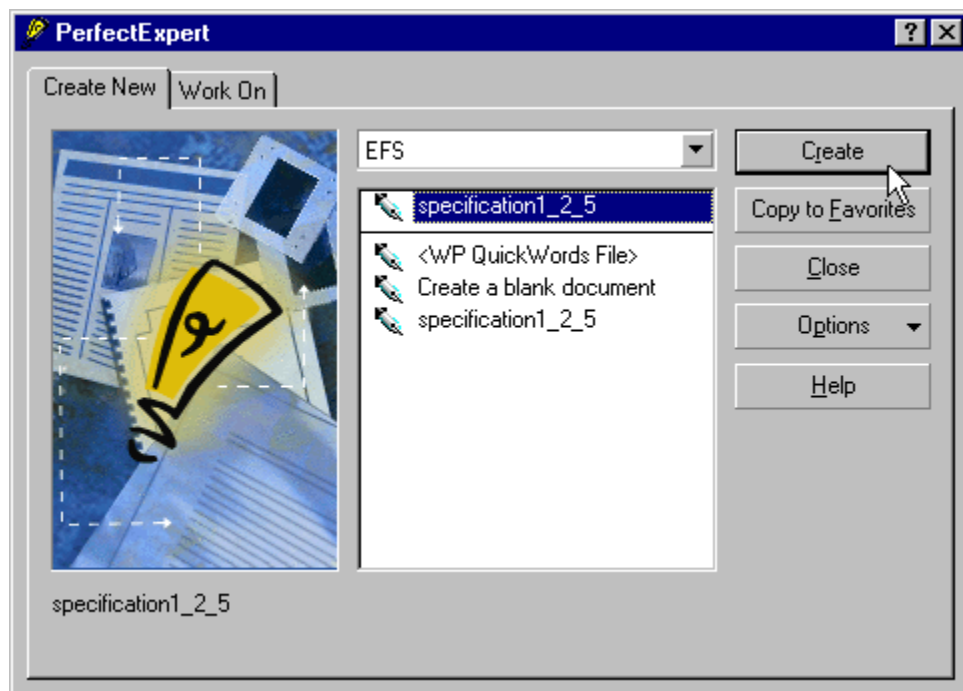 PerfectExpert
Create New
Work On
EFS
specification1_2_5
<WP QuickWords File>
Create a blank document
specification1_2_5
Create
Copy to Favorites
Close
Options
Help
specification1_2_5